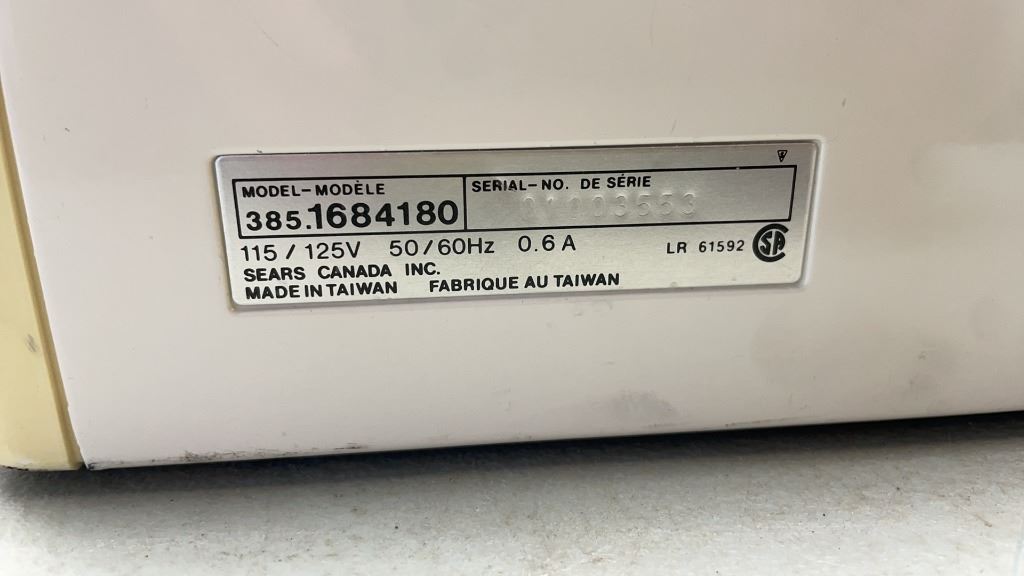 MODEL-MODÈLE
385.1684180
SERIAL-NO. DE SÉRIE
115 / 125V 50/60Hz 0.6 A
LR 61592
SEARS CANADA INC.
MADE IN TAIWAN FABRIQUE AU TAIWAN